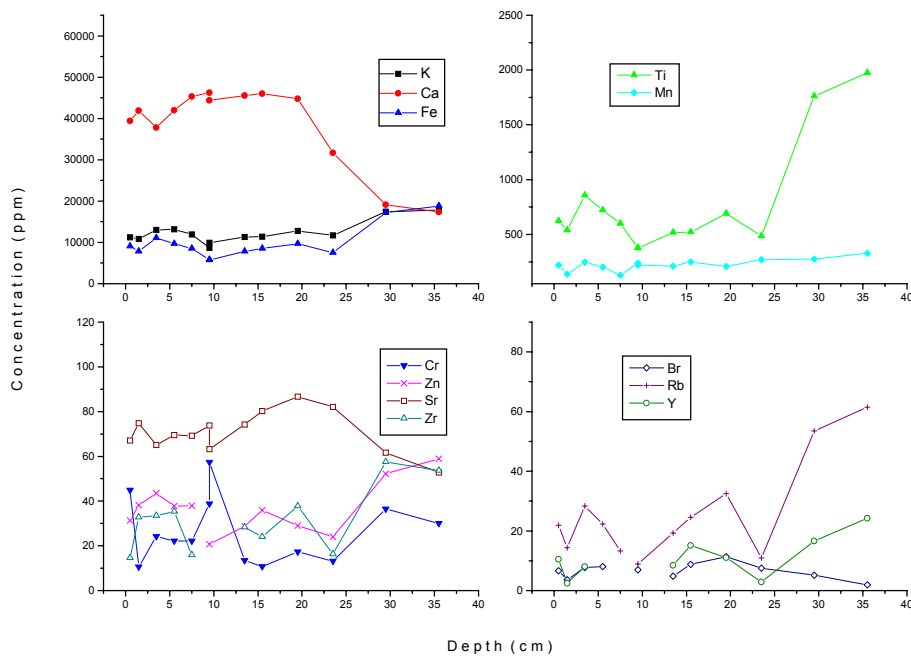 60000
50000
40000
30000
20000
10000
0
0 5 10 15 20 25 30 35 40
K
Ca
Fe
2500
2000
1500
1000
500
0 5 10 15 20 25 30 35 40
Ti
Mn
Concentration (ppm)
120
100
80
60
40
20
0
0 5 10 15 20 25 30 35 40
Cr
Zn
Sr
Zr
80
60
40
20
0
0 5 10 15 20 25 30 35 40
Br
Rb
Y
Depth (cm)